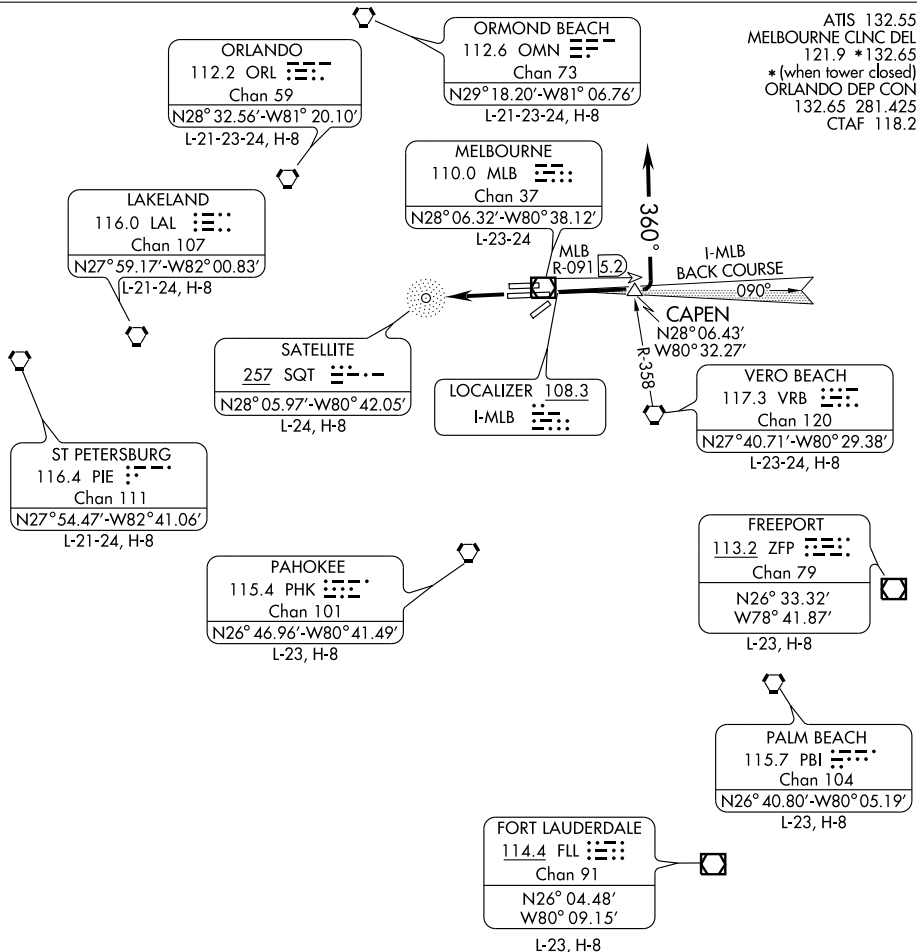 ATIS 132.55
MELBOURNE CLNC DEL
121.9 *132.65
* (when tower closed)
ORLANDO DEP CON
132.65 281.425
CTAF 118.2
ORMOND BEACH
112.6 OMN
Chan 73
N29° 18.20′-W81° 06.76′
L-21-23-24, H-8
ORLANDO
112.2 ORL
Chan 59
N28° 32.56′-W81° 20.10′
L-21-23-24, H-8
MELBOURNE
110.0 MLB
Chan 37
N28° 06.32′-W80° 38.12′
L-23-24
LAKELAND
116.0 LAL
Chan 107
N27° 59.17′-W82° 00.83′
L-21-24, H-8
360°
MLB
R-091 5.2
I-MLB
BACK COURSE
090°
CAPEN
N28° 06.43′
W80° 32.27′
R-358
SATELLITE
257 SQT
N28° 05.97′-W80° 42.05′
L-24, H-8
LOCALIZER 108.3
I-MLB
VERO BEACH
117.3 VRB
Chan 120
N27° 40.71′-W80° 29.38′
L-23-24, H-8
ST PETERSBURG
116.4 PIE
Chan 111
N27° 54.47′-W82° 41.06′
L-21-24, H-8
FREEPORT
113.2 ZFP
Chan 79
N26° 33.32′
W78° 41.87′
L-23, H-8
PAHOKEE
115.4 PHK
Chan 101
N26° 46.96′-W80° 41.49′
L-23, H-8
PALM BEACH
115.7 PBI
Chan 104
N26° 40.80′-W80° 05.19′
L-23, H-8
FORT LAUDERDALE
114.4 FLL
Chan 91
N26° 04.48′
W80° 09.15′
L-23, H-8